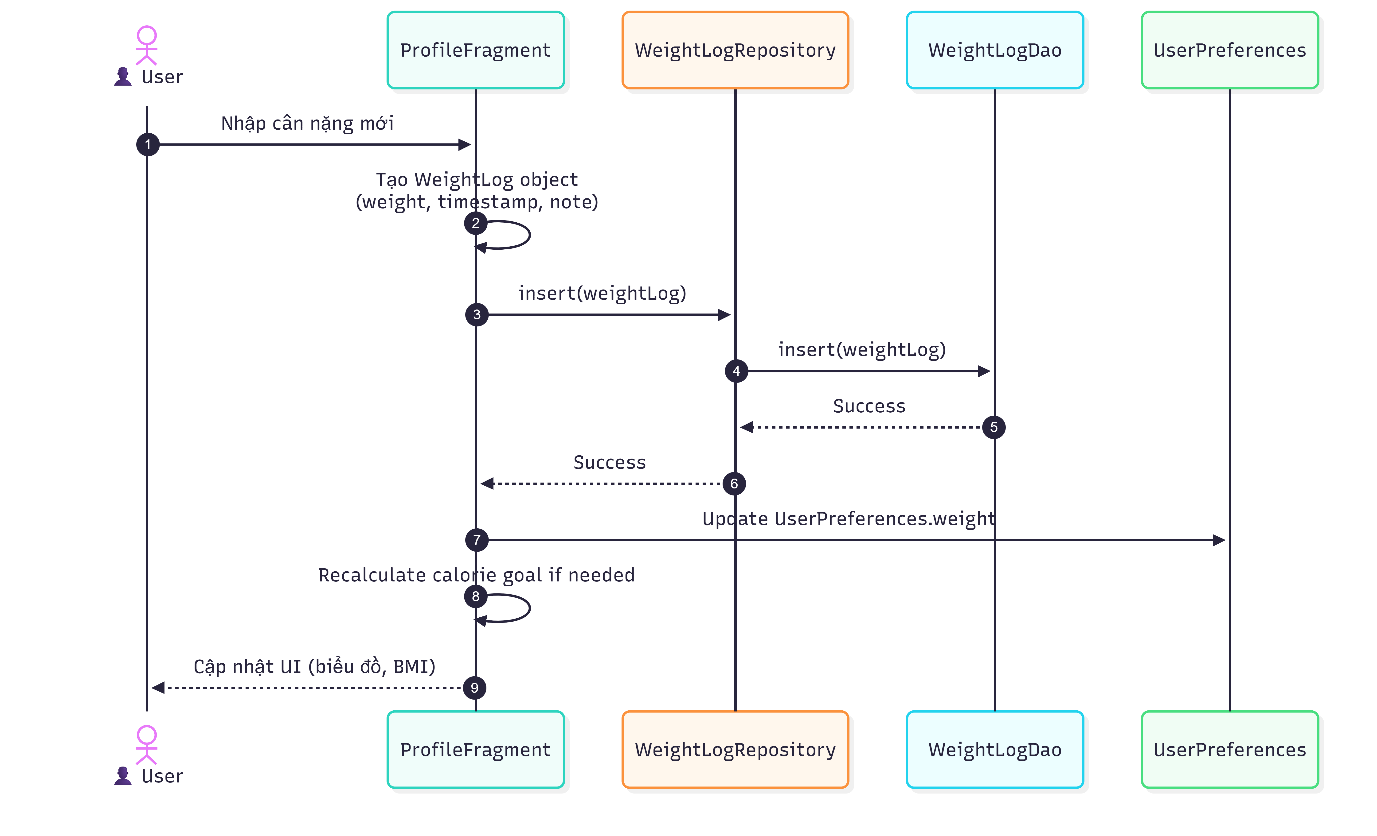 👤 User
ProfileFragment
WeightLogRepository
WeightLogDao
UserPreferences
Nhập cân nặng mới
1
Tạo WeightLog object
(weight, timestamp, note)
2
insert(weightLog)
3
insert(weightLog)
4
Success
5
Success
6
Update UserPreferences.weight
7
Recalculate calorie goal if needed
8
Cập nhật UI (biểu đồ, BMI)
9
👤 User
ProfileFragment
WeightLogRepository
WeightLogDao
UserPreferences